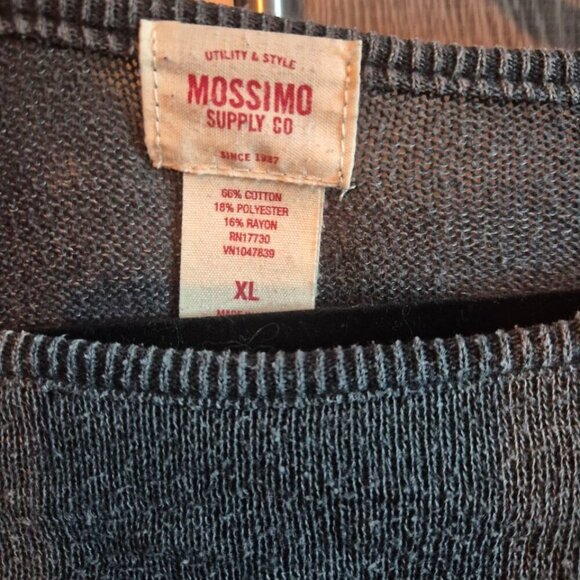 UTILITY & STYLE
MOSSIMO
SUPPLY CO
SINCE 1987
66% COTTON
18% POLYESTER
16% RAYON
RN17730
VN1047839
XL